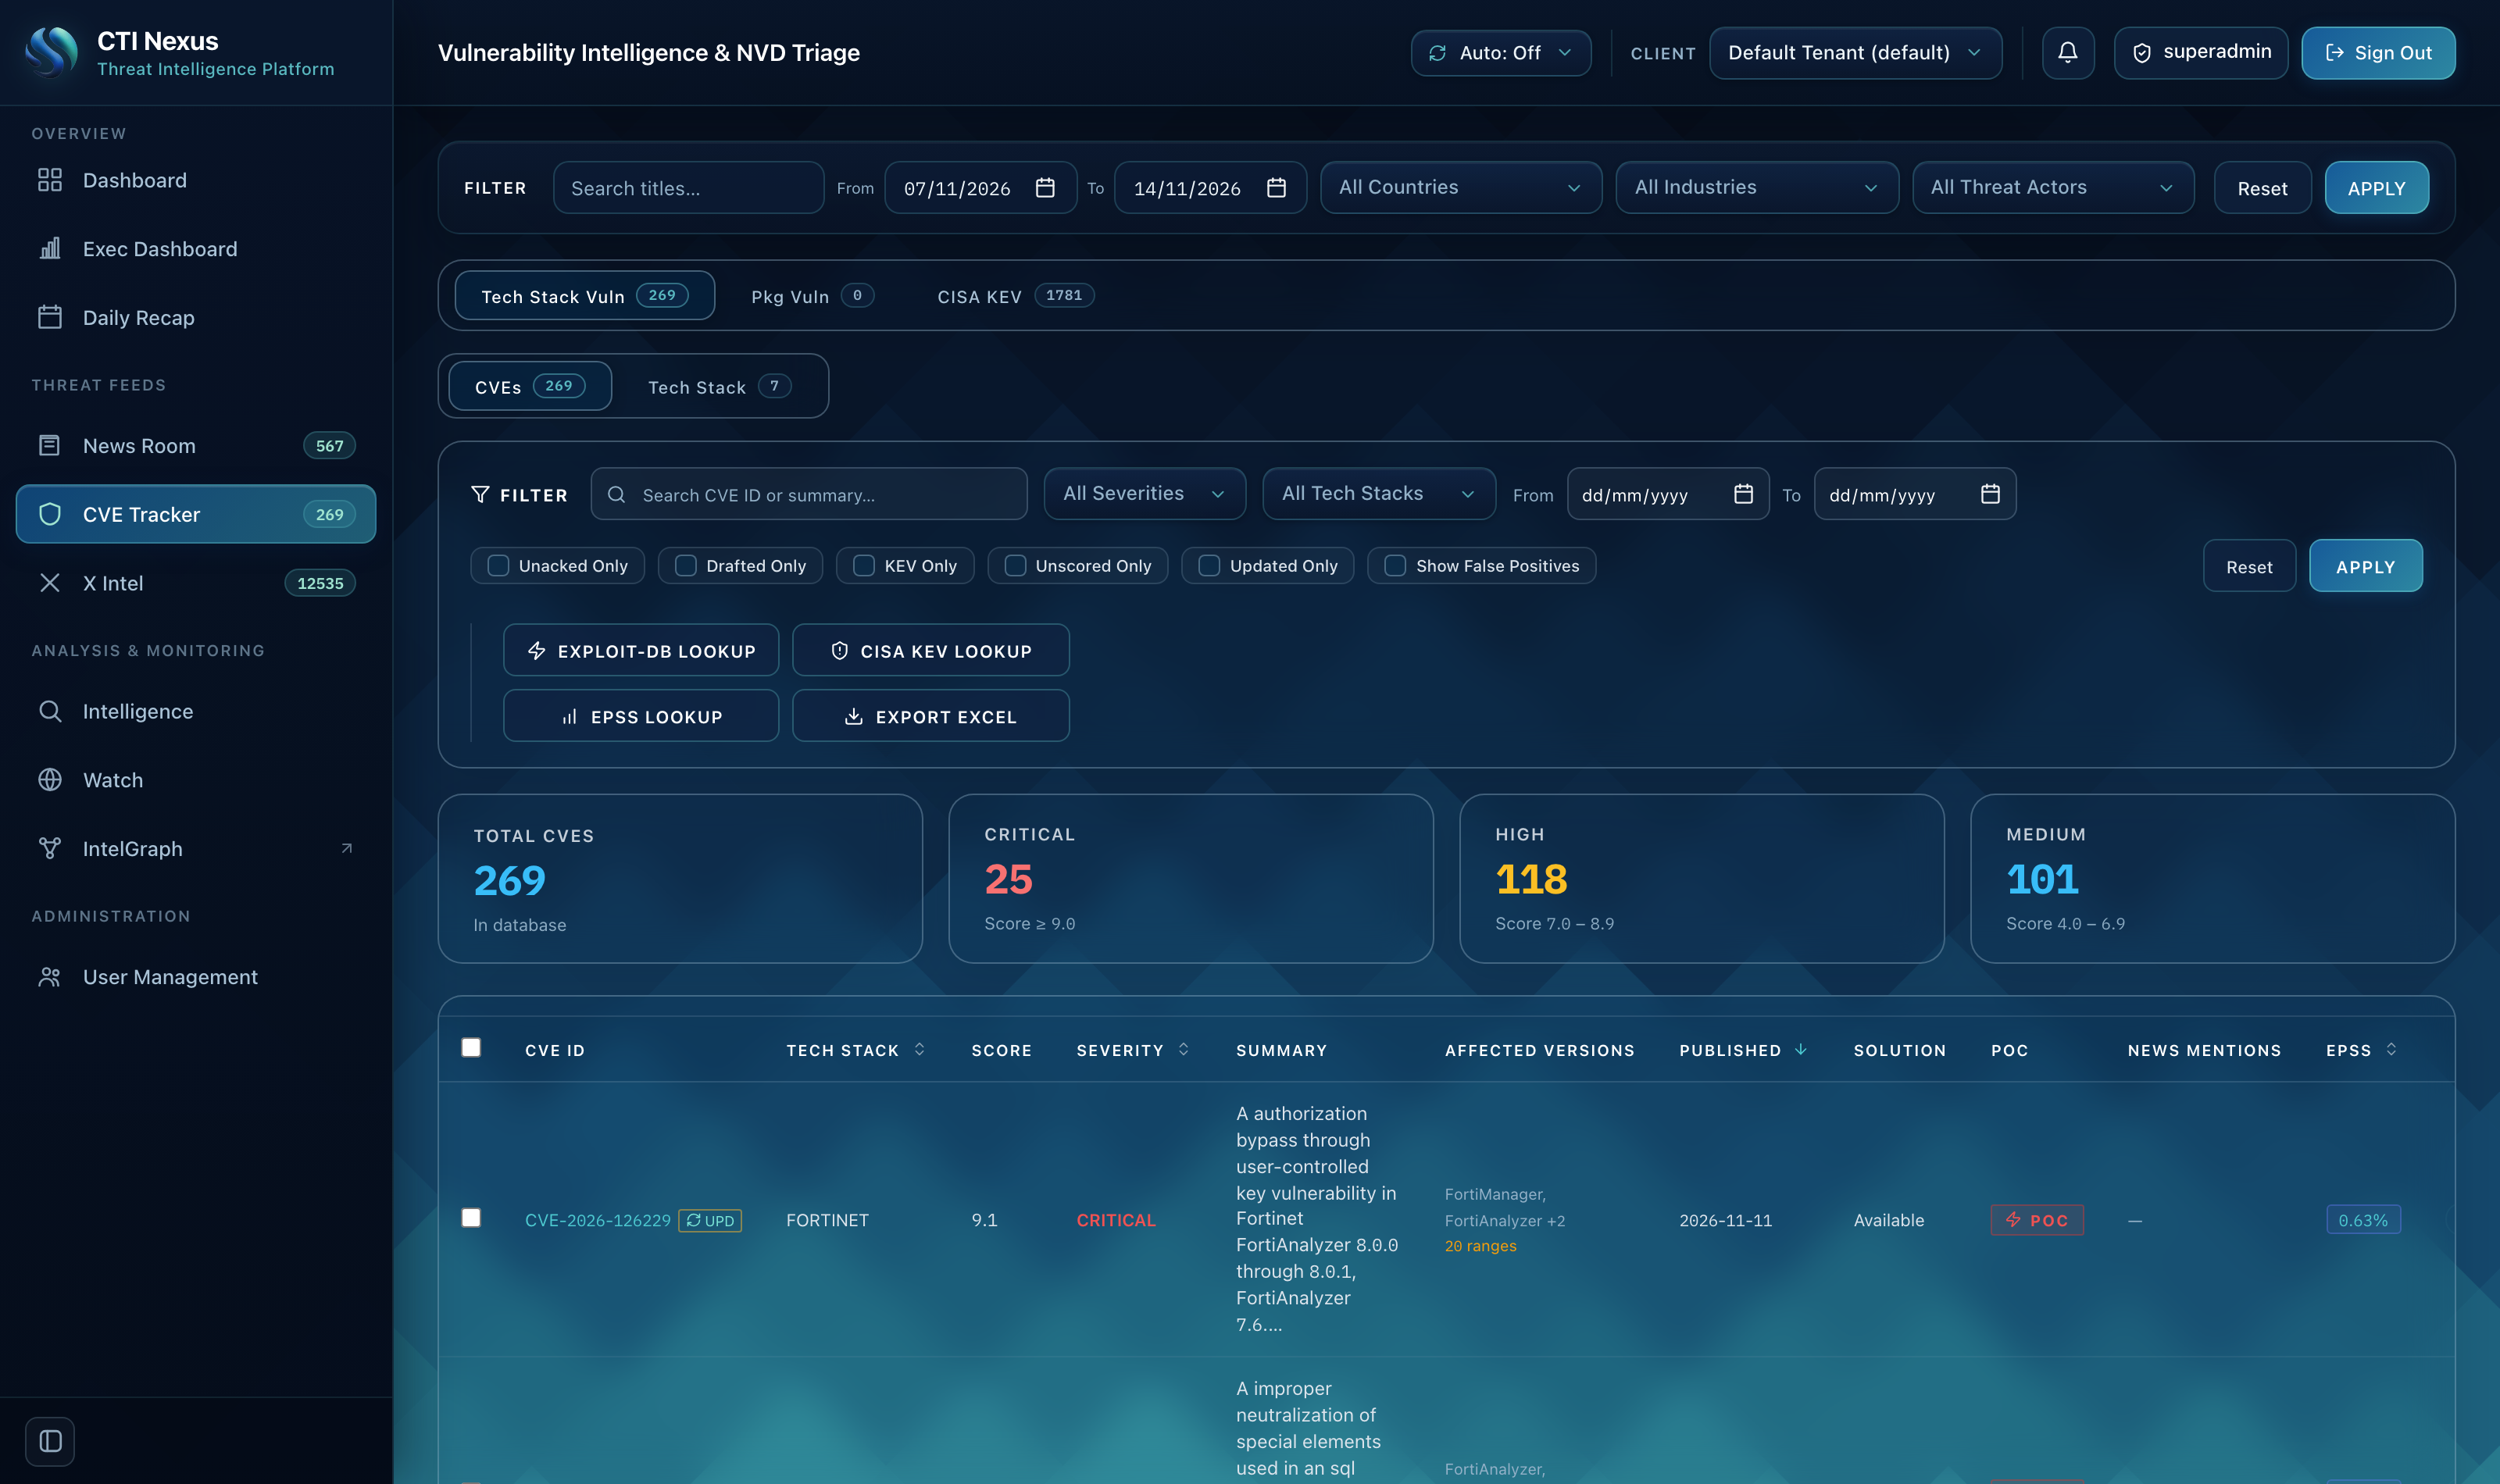 CTI Nexus
Threat Intelligence Platform
OVERVIEW
Dashboard
Exec Dashboard
Daily Recap
THREAT FEEDS
News Room 567
CVE Tracker 269
X Intel 12535
ANALYSIS & MONITORING
Intelligence
Watch
IntelGraph
ADMINISTRATION
User Management
Vulnerability Intelligence & NVD Triage
Auto: Off
CLIENT
Default Tenant (default)
superadmin
Sign Out
FILTER
Search titles...
From
07/11/2026
To
14/11/2026
All Countries
All Industries
All Threat Actors
Reset
APPLY
Tech Stack Vuln 269
Pkg Vuln 0
CISA KEV 1781
CVEs 269
Tech Stack 7
FILTER
Search CVE ID or summary...
All Severities
All Tech Stacks
From
dd/mm/yyyy
To
dd/mm/yyyy
Unacked Only
Drafted Only
KEV Only
Unscored Only
Updated Only
Show False Positives
Reset
APPLY
EXPLOIT-DB LOOKUP
CISA KEV LOOKUP
EPSS LOOKUP
EXPORT EXCEL
TOTAL CVES
269
In database
CRITICAL
25
Score ≥ 9.0
HIGH
118
Score 7.0 – 8.9
MEDIUM
101
Score 4.0 – 6.9
CVE ID
TECH STACK
SCORE
SEVERITY
SUMMARY
AFFECTED VERSIONS
PUBLISHED
SOLUTION
POC
NEWS MENTIONS
EPSS
CVE-2026-126229 UPD
FORTINET
9.1
CRITICAL
A authorization
bypass through
user-controlled
key vulnerability in
Fortinet
FortiAnalyzer 8.0.0
through 8.0.1,
FortiAnalyzer
7.6....
FortiManager,
FortiAnalyzer +2
20 ranges
2026-11-11
Available
POC
—
0.63%
A improper
neutralization of
special elements
used in an sql
FortiAnalyzer,